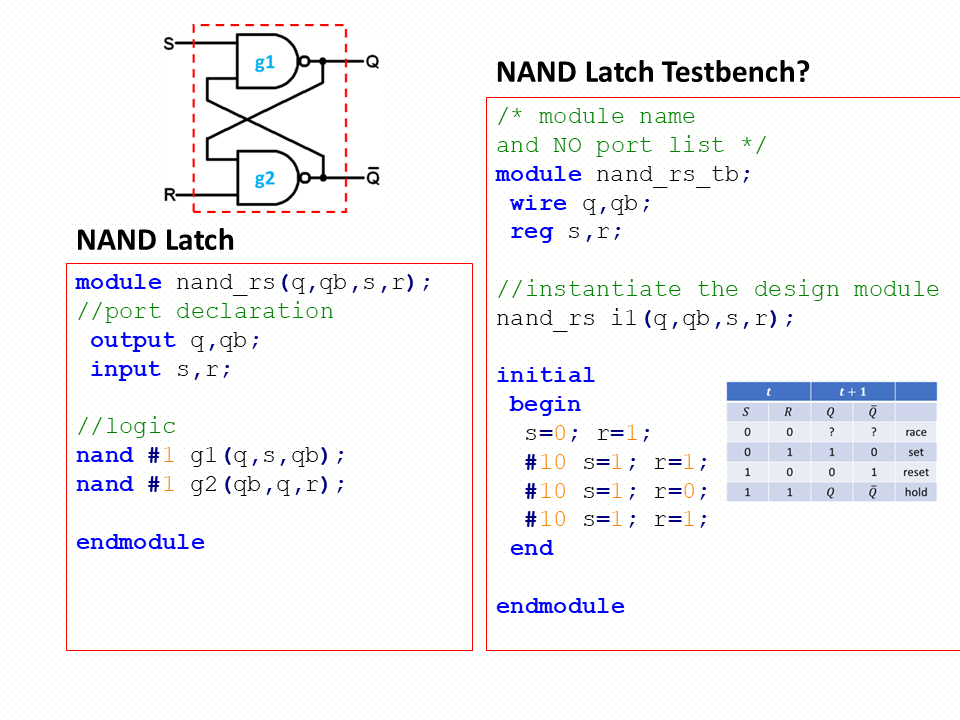 S
g1
Q
g2
R
Q̄
NAND Latch
module nand_rs(q,qb,s,r);
//port declaration
output q,qb;
input s,r;
//logic
nand #1 g1(q,s,qb);
nand #1 g2(qb,q,r);
endmodule
NAND Latch Testbench?
/* module name
and NO port list */
module nand_rs_tb;
wire q,qb;
reg s,r;
//instantiate the design module
nand_rs i1(q,qb,s,r);
initial
begin
s=0; r=1;
#10 s=1; r=1;
#10 s=1; r=0;
#10 s=1; r=1;
end
endmodule
t t + 1
S R Q Q̄
0 0 ? ? race
0 1 1 0 set
1 0 0 1 reset
1 1 Q Q̄ hold